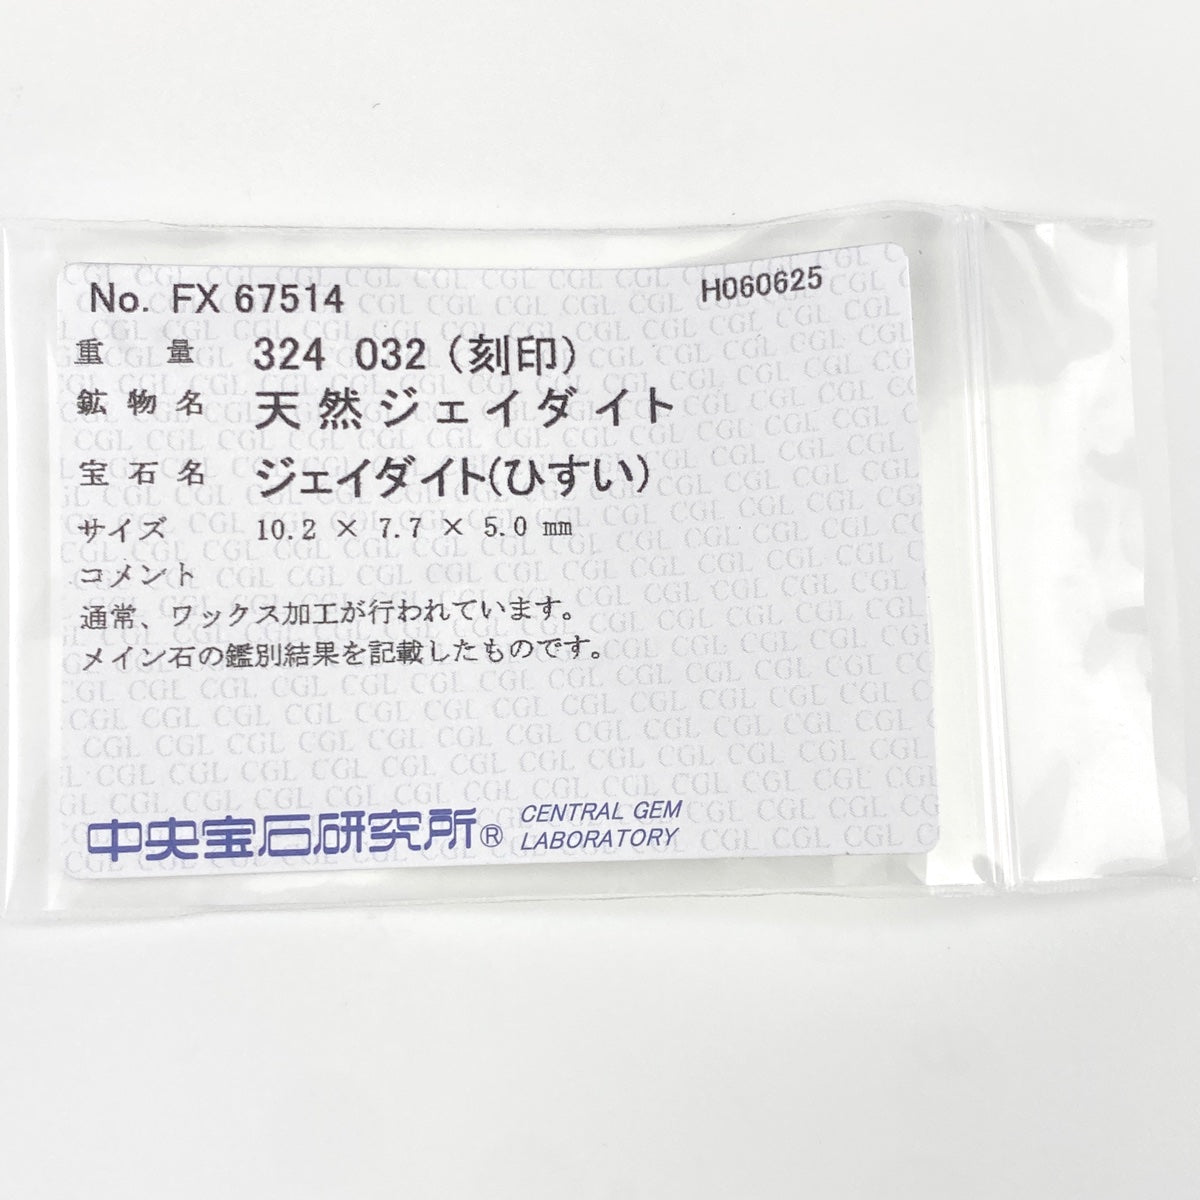 No. FX 67514 H060625
重量 324 032 (刻印)
鉱物名 天然ジェイダイト
宝石名 ジェイダイト(ひすい)
サイズ 10.2 × 7.7 × 5.0 mm
コメント
通常、ワックス加工が行われています。
メイン石の鑑別結果を記載したものです。
中央宝石研究所® CENTRAL GEM
LABORATORY